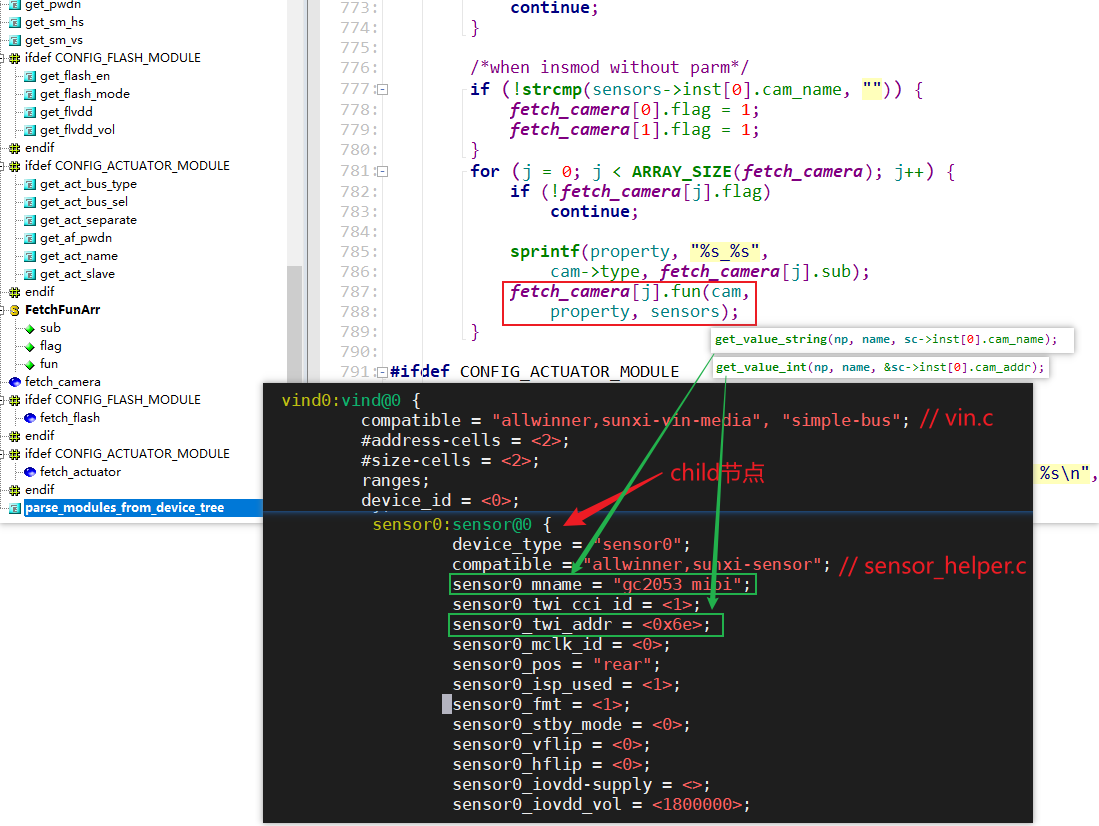 get_pwdn
get_sm_hs
get_sm_vs
ifdef CONFIG_FLASH_MODULE
get_flash_en
get_flash_mode
get_flvdd
get_flvdd_vol
endif
ifdef CONFIG_ACTUATOR_MODULE
get_act_bus_type
get_act_bus_sel
get_act_separate
get_af_pwdn
get_act_name
get_act_slave
endif
FetchFunArr
sub
flag
fun
fetch_camera
ifdef CONFIG_FLASH_MODULE
fetch_flash
endif
ifdef CONFIG_ACTUATOR_MODULE
fetch_actuator
endif
parse_modules_from_device_tree
773: continue;
774: }
775:
776: /*when insmod without parm*/
777: if (!strcmp(sensors->inst[0].cam_name, "")) {
778: fetch_camera[0].flag = 1;
779: fetch_camera[1].flag = 1;
780: }
781: for (j = 0; j < ARRAY_SIZE(fetch_camera); j++) {
782: if (!fetch_camera[j].flag)
783: continue;
784:
785: sprintf(property, "%s_%s",
786: cam->type, fetch_camera[j].sub);
787: fetch_camera[j].fun(cam,
788: property, sensors);
789: }
790:
791: #ifdef CONFIG_ACTUATOR_MODULE
get_value_string(np, name, sc->inst[0].cam_name);
get_value_int(np, name, &sc->inst[0].cam_addr);
%s\n",
vind0:vind@0 {
compatible = "allwinner,sunxi-vin-media", "simple-bus"; // vin.c
#address-cells = <2>;
#size-cells = <2>;
ranges;
device_id = <0>;
child节点
sensor0:sensor@0 {
device_type = "sensor0";
compatible = "allwinner,sunxi-sensor"; // sensor_helper.c
sensor0_mname = "gc2053_mipi";
sensor0_twi_cci_id = <1>;
sensor0_twi_addr = <0x6e>;
sensor0_mclk_id = <0>;
sensor0_pos = "rear";
sensor0_isp_used = <1>;
sensor0_fmt = <1>;
sensor0_stby_mode = <0>;
sensor0_vflip = <0>;
sensor0_hflip = <0>;
sensor0_iovdd-supply = <>;
sensor0_iovdd_vol = <1800000>;